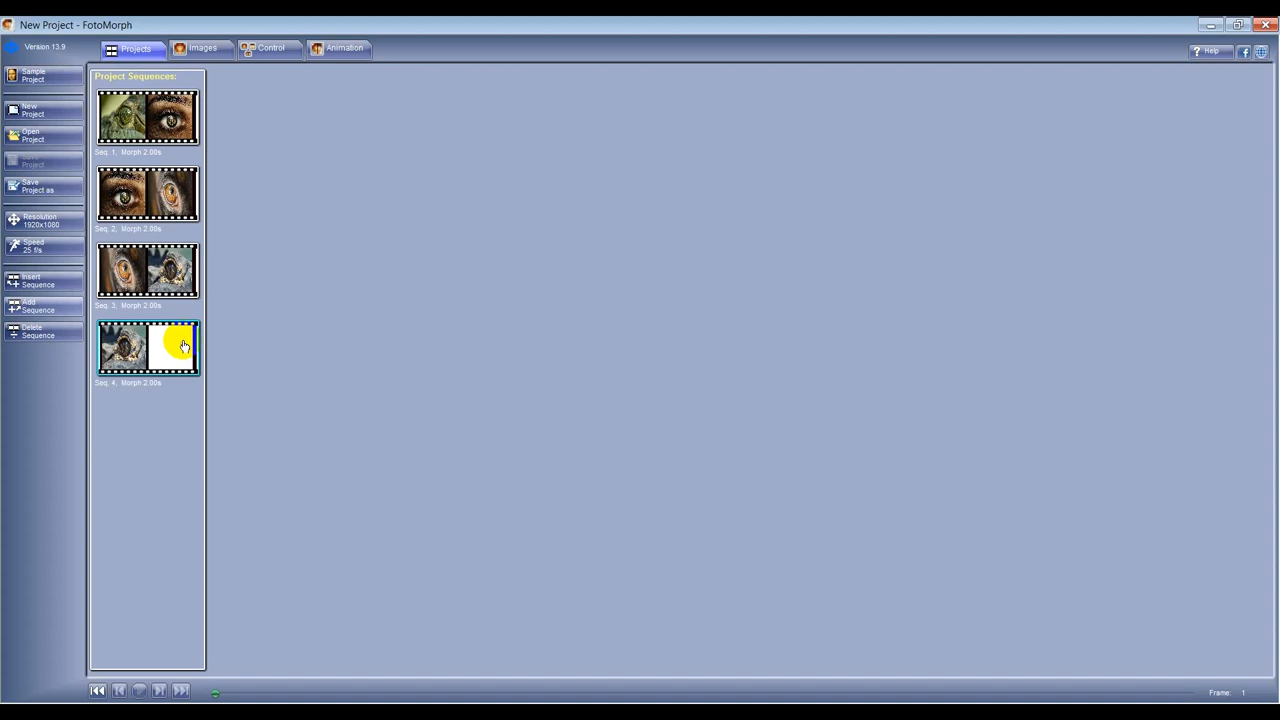 New Project - FotoMorph
Version 13.9
Projects
Images
Control
Animation
Help
Sample
Project
New
Project
Open
Project
Save
Project
Save
Project as
Resolution
1920x1080
Speed
25 f/s
Insert
Sequence
Add
Sequence
Delete
Sequence
Project Sequences:
Seq. 1, Morph 2.00s
Seq. 2, Morph 2.00s
Seq. 3, Morph 2.00s
Seq. 4, Morph 2.00s
Frame: 1